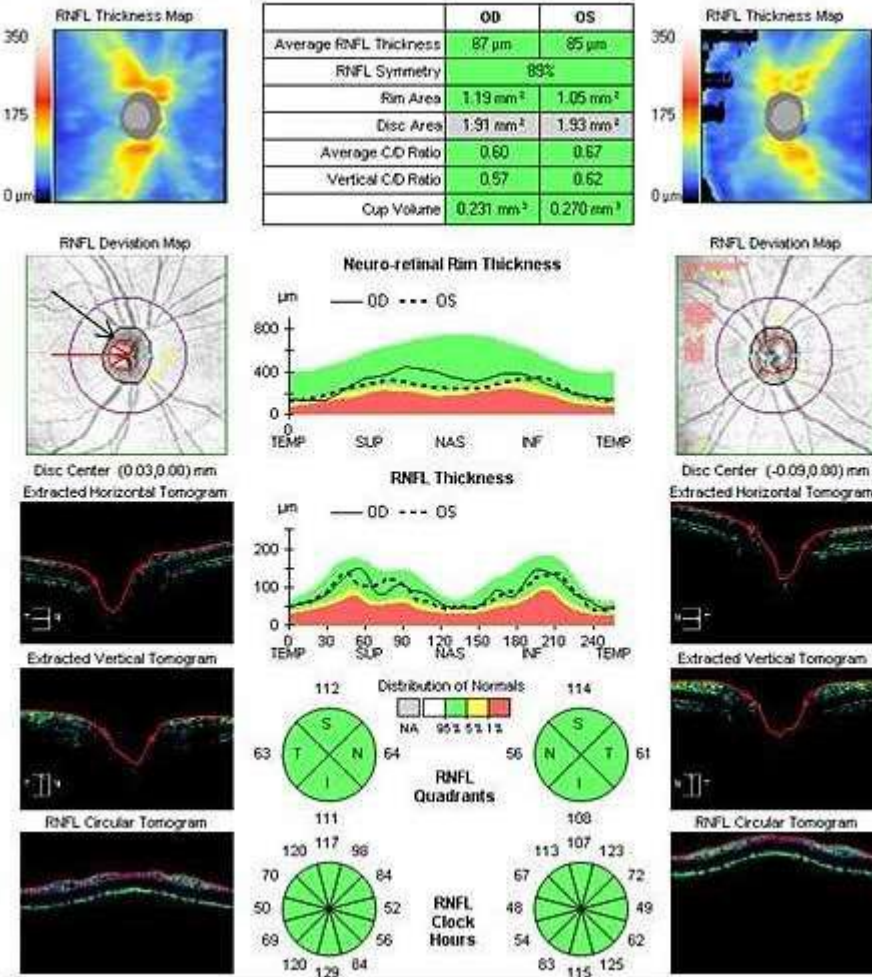 RNFL Thickness Map
350
175
0 µm
OD OS
Average RNFL Thickness 87 µm 85 µm
RNFL Symmetry 89%
Rim Area 1.19 mm² 1.05 mm²
Disc Area 1.91 mm² 1.93 mm²
Average C/D Ratio 0.60 0.67
Vertical C/D Ratio 0.57 0.62
Cup Volume 0.231 mm³ 0.270 mm³
RNFL Thickness Map
350
175
0 µm
RNFL Deviation Map
Disc Center (0.03,0.00) mm
Neuro-retinal Rim Thickness
µm OD OS
800
400
0
0
TEMP SUP NAS INF TEMP
RNFL Deviation Map
Disc Center (-0.09,0.00) mm
Extracted Horizontal Tomogram
T N
RNFL Thickness
µm OD OS
200
100
0
0 30 60 90 120 150 180 210 240
TEMP SUP NAS INF TEMP
Extracted Horizontal Tomogram
Extracted Vertical Tomogram
Distribution of Normals
NA 95% 5% 1%
112
S
63 T N 64
I
111
RNFL
Quadrants
114
S
56 N T 61
I
108
Extracted Vertical Tomogram
RNFL Circular Tomogram
117
120 98
70 84
50 52
69 56
120 84
129
RNFL
Clock
Hours
107
113 123
67 72
48 49
54 62
83 125
115
RNFL Circular Tomogram